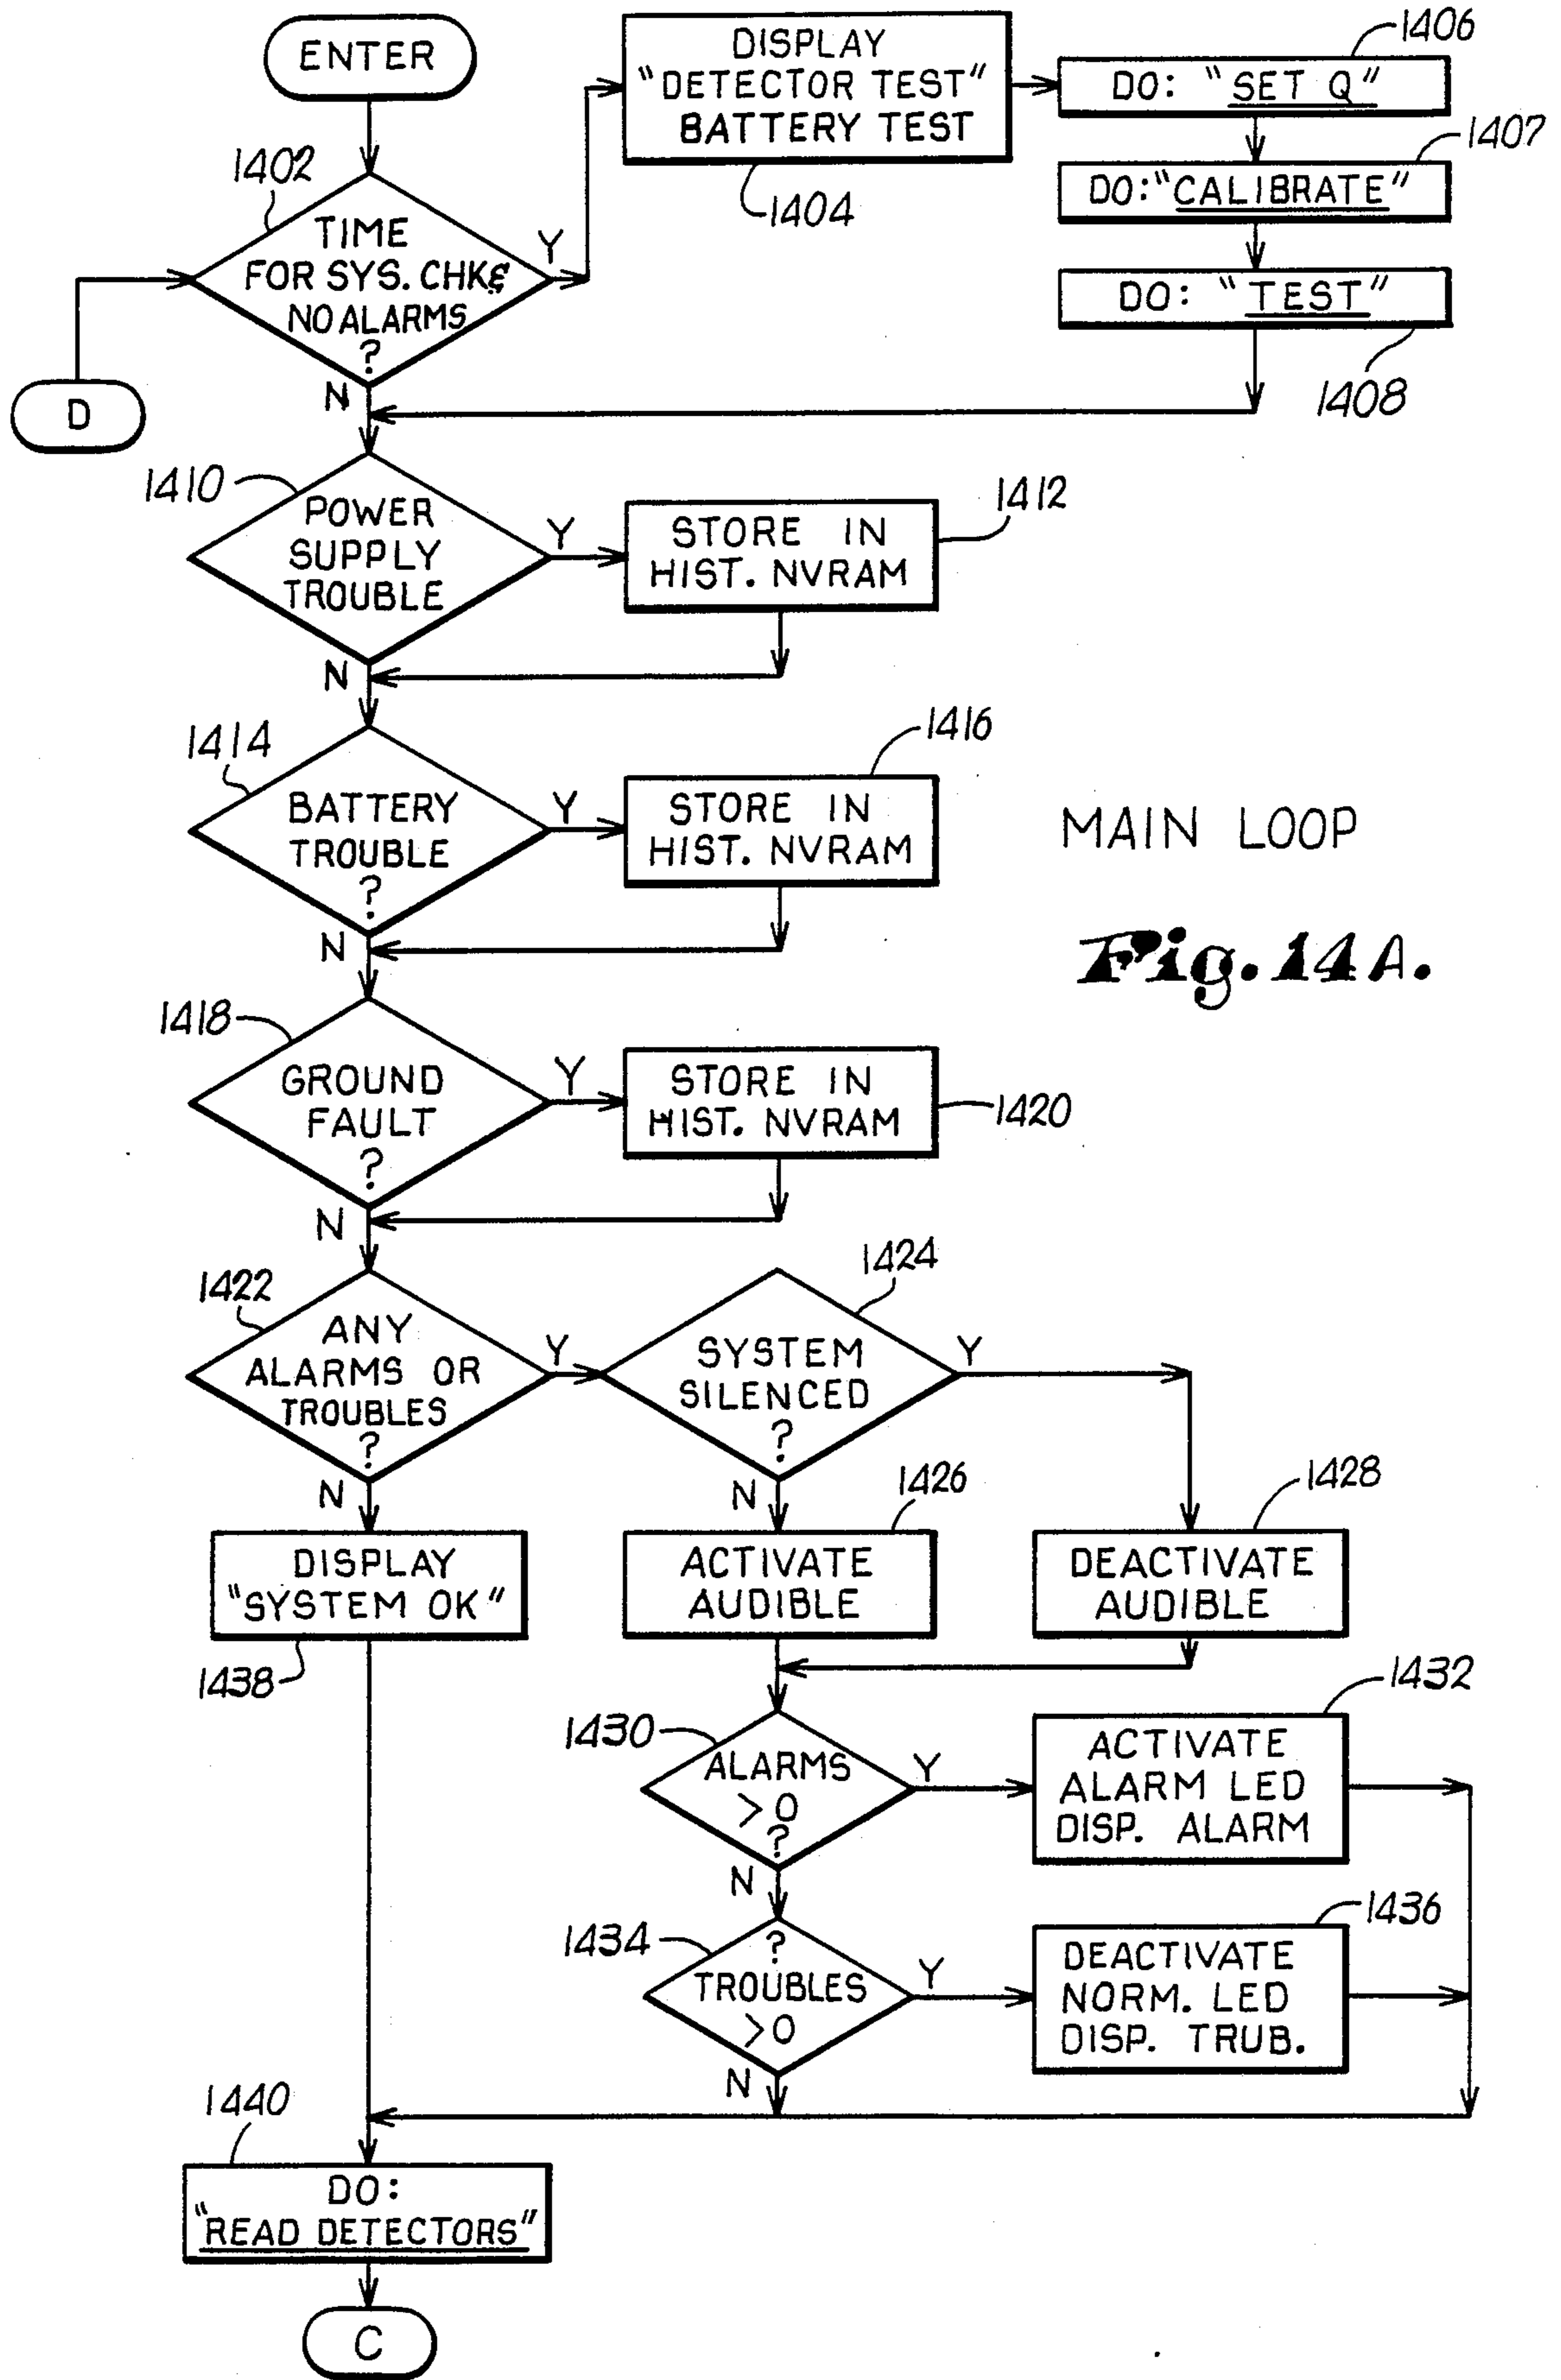 ENTER
DISPLAY
"DETECTOR TEST"
BATTERY TEST
1404
1406
DO: "SET Q"
1407
DO:"CALIBRATE"
DO: "TEST"
1408
1402
TIME
FOR SYS. CHK&
NO ALARMS
?
Y
N
D
1410
POWER
SUPPLY
TROUBLE
Y
N
1412
STORE IN
HIST. NVRAM
1414
BATTERY
TROUBLE
?
Y
N
1416
STORE IN
HIST. NVRAM
MAIN LOOP
Fig. 14A.
1418
GROUND
FAULT
?
Y
N
STORE IN
HIST. NVRAM
1420
1422
ANY
ALARMS OR
TROUBLES
?
Y
N
1424
SYSTEM
SILENCED
?
Y
N
DISPLAY
"SYSTEM OK"
1438
1426
ACTIVATE
AUDIBLE
1428
DEACTIVATE
AUDIBLE
1430
ALARMS
>0
?
Y
N
1432
ACTIVATE
ALARM LED
DISP. ALARM
1434
?
TROUBLES
>0
Y
N
1436
DEACTIVATE
NORM. LED
DISP. TRUB.
1440
DO:
"READ DETECTORS"
C